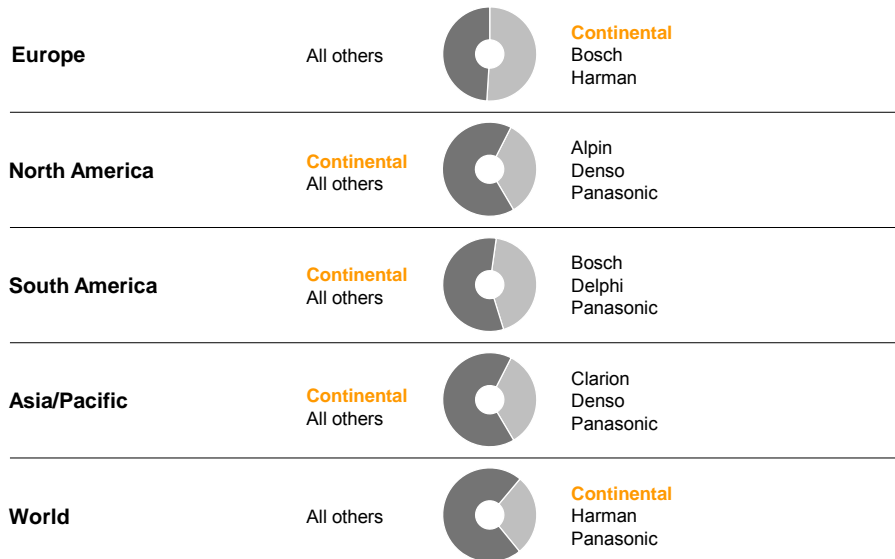 Europe
All others
Continental
Bosch
Harman
North America
Continental
All others
Alpin
Denso
Panasonic
South America
Continental
All others
Bosch
Delphi
Panasonic
Asia/Pacific
Continental
All others
Clarion
Denso
Panasonic
World
All others
Continental
Harman
Panasonic